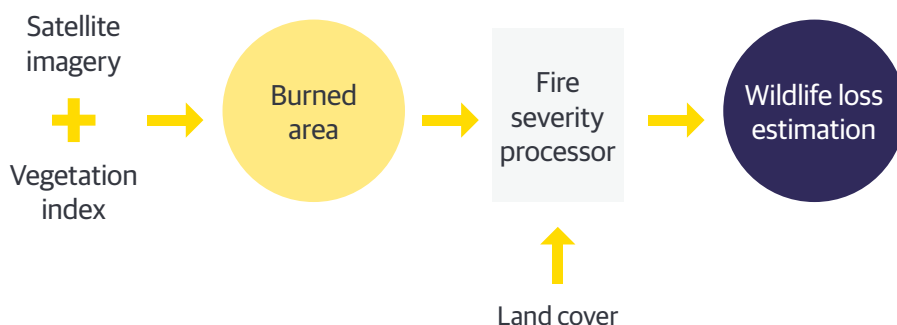 Satellite
imagery
Vegetation
index
Burned
area
Fire
severity
processor
Land cover
Wildlife loss
estimation